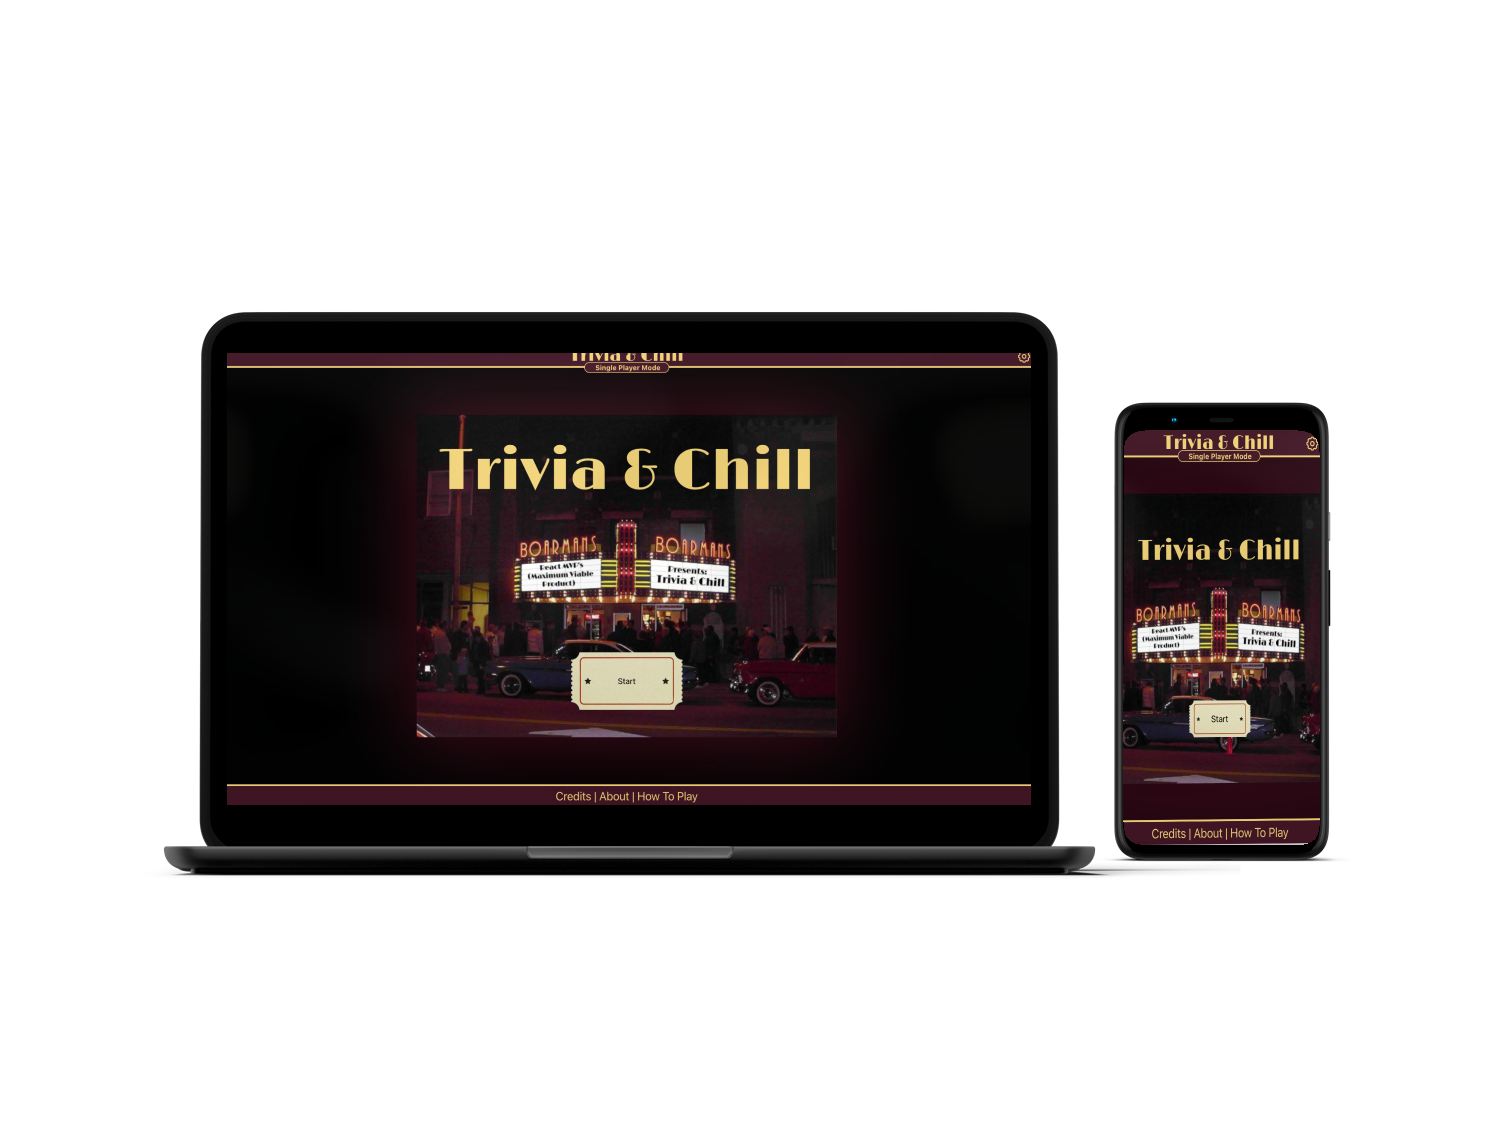 Trivia & Chill
Single Player Mode
Trivia & Chill
BOARMANS BOARMANS
React MVP's
(Maximum Viable
Product)
Presents:
Trivia & Chill
Start
Credits | About | How To Play
Trivia & Chill
Single Player Mode
Trivia & Chill
BOARMANS BOARMANS
React MVP's
(Maximum Viable
Product)
Presents:
Trivia & Chill
Start
Credits | About | How To Play